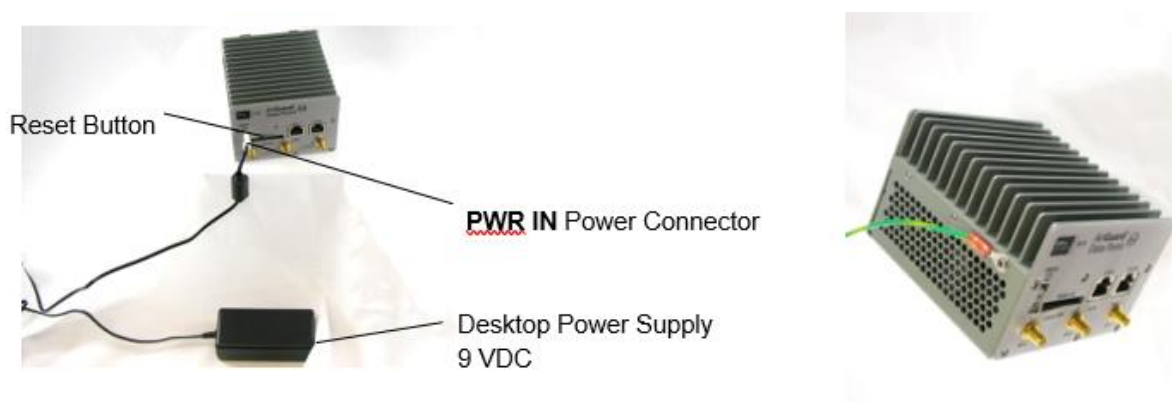 Reset Button
PWR IN Power Connector
Desktop Power Supply
9 VDC